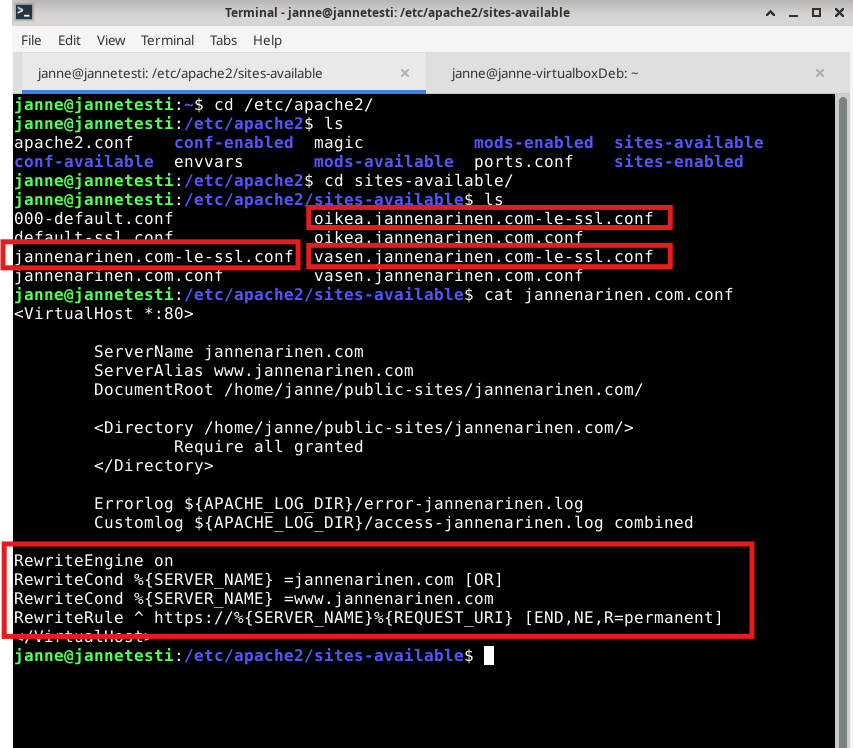 Terminal - janne@jannetesti: /etc/apache2/sites-available
File Edit View Terminal Tabs Help
janne@jannetesti: /etc/apache2/sites-available × janne@janne-virtualboxDeb: ~ ×
janne@jannetesti:~$ cd /etc/apache2/
janne@jannetesti:/etc/apache2$ ls
apache2.conf conf-enabled magic mods-enabled sites-available
conf-available envvars mods-available ports.conf sites-enabled
janne@jannetesti:/etc/apache2$ cd sites-available/
janne@jannetesti:/etc/apache2/sites-available$ ls
000-default.conf oikea.jannenarinen.com-le-ssl.conf
default-ssl.conf oikea.jannenarinen.com.conf
jannenarinen.com-le-ssl.conf vasen.jannenarinen.com-le-ssl.conf
jannenarinen.com.conf vasen.jannenarinen.com.conf
janne@jannetesti:/etc/apache2/sites-available$ cat jannenarinen.com.conf
<VirtualHost *:80>
ServerName jannenarinen.com
ServerAlias www.jannenarinen.com
DocumentRoot /home/janne/public-sites/jannenarinen.com/
<Directory /home/janne/public-sites/jannenarinen.com/>
Require all granted
</Directory>
Errorlog ${APACHE_LOG_DIR}/error-jannenarinen.log
Customlog ${APACHE_LOG_DIR}/access-jannenarinen.log combined
RewriteEngine on
RewriteCond %{SERVER_NAME} =jannenarinen.com [OR]
RewriteCond %{SERVER_NAME} =www.jannenarinen.com
RewriteRule ^ https://%{SERVER_NAME}%{REQUEST_URI} [END,NE,R=permanent]
</VirtualHost>
janne@jannetesti:/etc/apache2/sites-available$